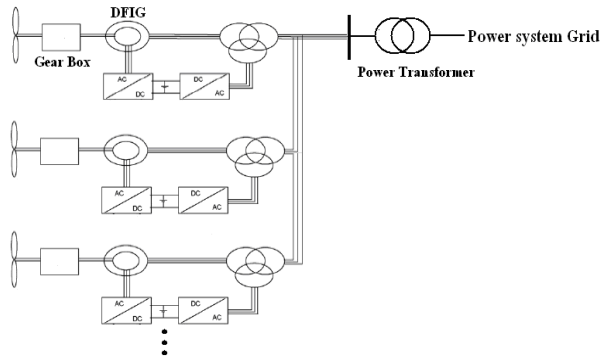 DFIG
Gear Box
Power system Grid
Power Transformer
AC
DC
DC
AC
AC
DC
DC
AC
AC
DC
DC
AC